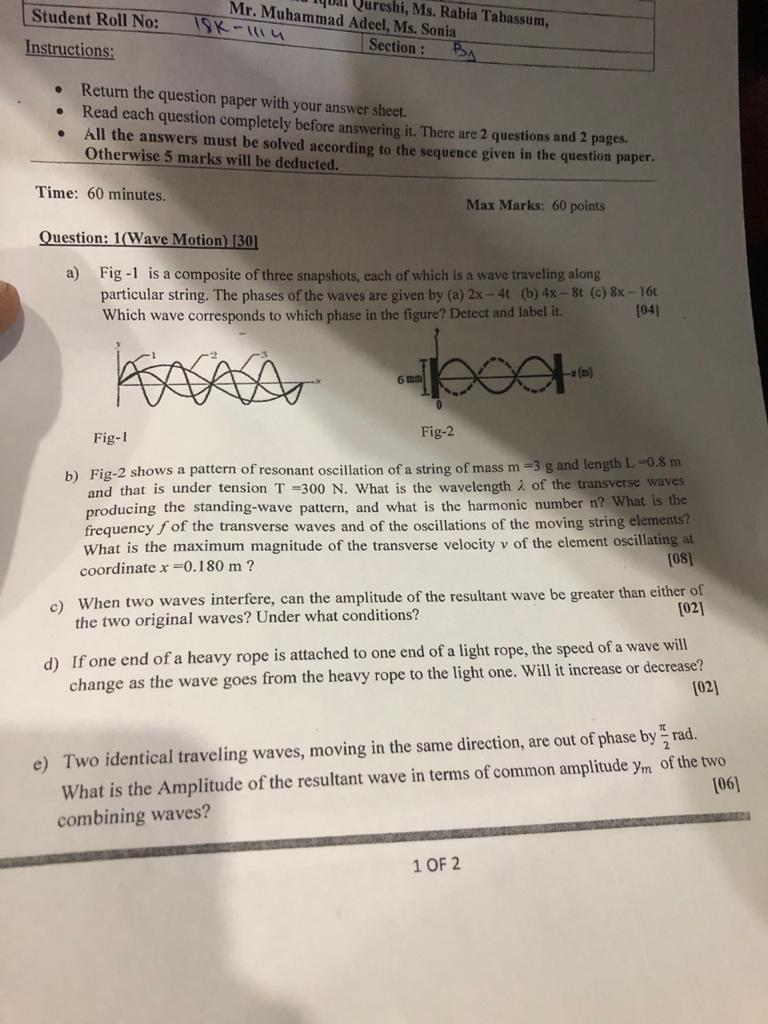 Qureshi, Ms. Rabia Tabassum,
Mr. Muhammad Adeel, Ms. Sonia
Student Roll No: 18K-1114
Section :
Instructions:
• Return the question paper with your answer sheet.
• Read each question completely before answering it. There are 2 questions and 2 pages.
• All the answers must be solved according to the sequence given in the question paper.
Otherwise 5 marks will be deducted.
Time: 60 minutes.
Max Marks: 60 points
Question: 1(Wave Motion) [30]
a) Fig -1 is a composite of three snapshots, each of which is a wave traveling along
particular string. The phases of the waves are given by (a) 2x – 4t (b) 4x – 8t (c) 8x – 16t
Which wave corresponds to which phase in the figure? Detect and label it. [04]
y 1 2 3 x
6 mm 0 x (m)
Fig-1
Fig-2
b) Fig-2 shows a pattern of resonant oscillation of a string of mass m =3 g and length L =0.8 m
and that is under tension T =300 N. What is the wavelength λ of the transverse waves
producing the standing-wave pattern, and what is the harmonic number n? What is the
frequency f of the transverse waves and of the oscillations of the moving string elements?
What is the maximum magnitude of the transverse velocity v of the element oscillating at
coordinate x =0.180 m ? [08]
c) When two waves interfere, can the amplitude of the resultant wave be greater than either of
the two original waves? Under what conditions? [02]
d) If one end of a heavy rope is attached to one end of a light rope, the speed of a wave will
change as the wave goes from the heavy rope to the light one. Will it increase or decrease?
[02]
e) Two identical traveling waves, moving in the same direction, are out of phase by π/2 rad.
What is the Amplitude of the resultant wave in terms of common amplitude ym of the two
combining waves? [06]
1 OF 2